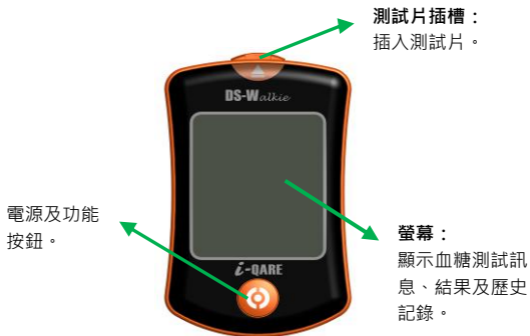 測試片插槽：
插入測試片。
DS-Walkie
電源及功能
按鈕。
螢幕：
顯示血糖測試訊
息、結果及歷史
記錄。
i-QARE